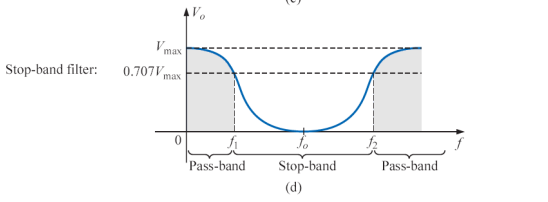 (c)
Vₒ
Vmax
Stop-band filter:
0.707Vmax
0
f₁
fₒ
f₂
f
Pass-band
Stop-band
Pass-band
(d)